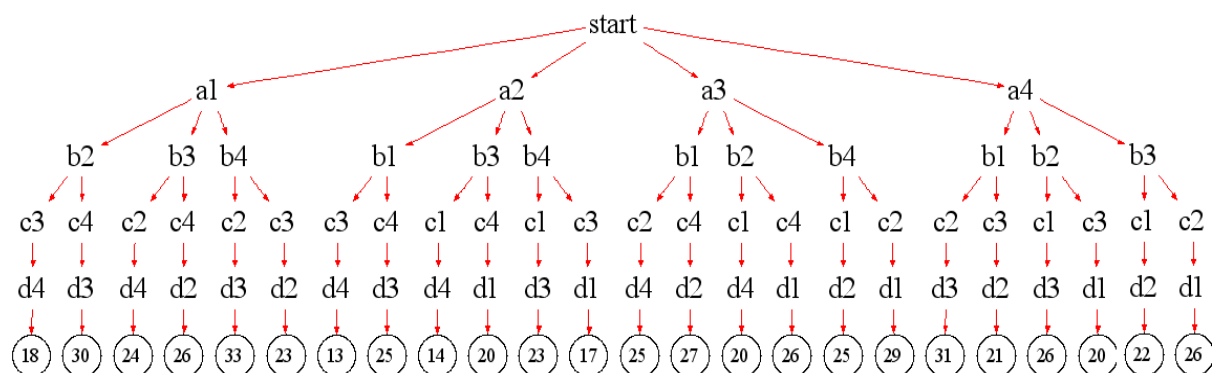 start
a1 a2 a3 a4
b2 b3 b4 b1 b3 b4 b1 b2 b4 b1 b2 b3
c3 c4 c2 c4 c2 c3 c3 c4 c1 c4 c1 c3 c2 c4 c1 c4 c1 c2 c2 c3 c1 c3 c1 c2
d4 d3 d4 d2 d3 d2 d4 d3 d4 d1 d3 d1 d4 d2 d4 d1 d2 d1 d3 d2 d3 d1 d2 d1
18 30 24 26 33 23 13 25 14 20 23 17 25 27 20 26 25 29 31 21 26 20 22 26